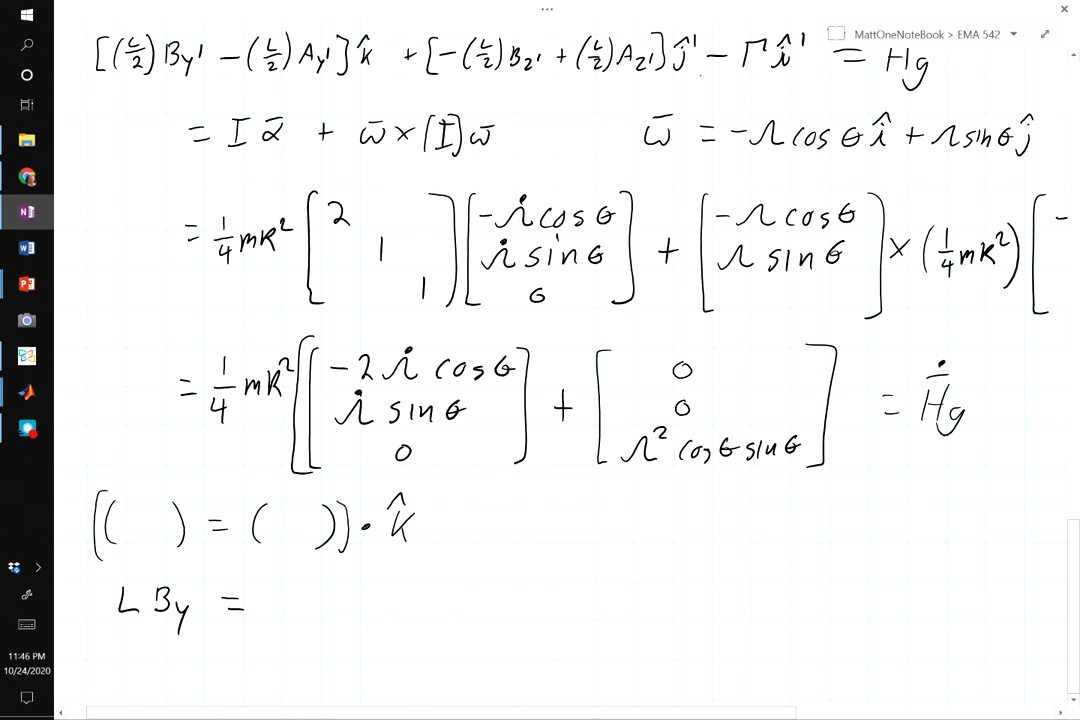 MattOneNoteBook > EMA 542
[(L/2) By' - (L/2) Ay'] k̂ + [-(L/2) Bz' + (L/2) Az'] ĵ' - Γ î' = Hg
= I ᾱ + ω̄ × [I] ω̄    ω̄ = -Ω cos θ î + Ω sin θ ĵ
= 1/4 mR² [2 1 1] [-Ω̇ cos θ, Ω̇ sin θ, 0] + [-Ω cos θ, Ω sin θ] × (1/4 mR²) [-
= 1/4 mR² [[-2 Ω̇ cos θ, Ω̇ sin θ, 0] + [0, 0, Ω² cos θ sin θ] = Ḣg
[( ) = ( )] · k̂
L By =
11:46 PM
10/24/2020